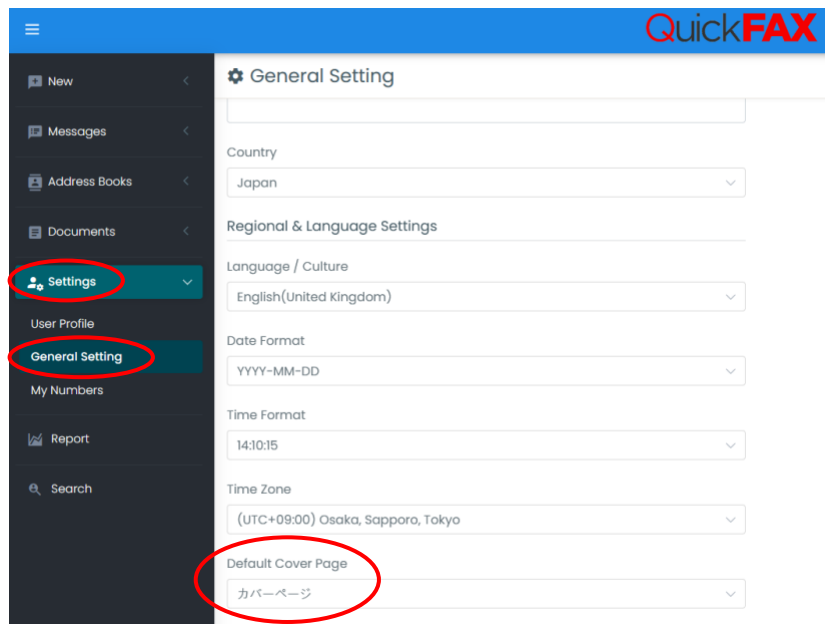 QuickFAX
New
Messages
Address Books
Documents
Settings
User Profile
General Setting
My Numbers
Report
Search
General Setting
Country
Japan
Regional & Language Settings
Language / Culture
English(United Kingdom)
Date Format
YYYY-MM-DD
Time Format
14:10:15
Time Zone
(UTC+09:00) Osaka, Sapporo, Tokyo
Default Cover Page
カバーページ